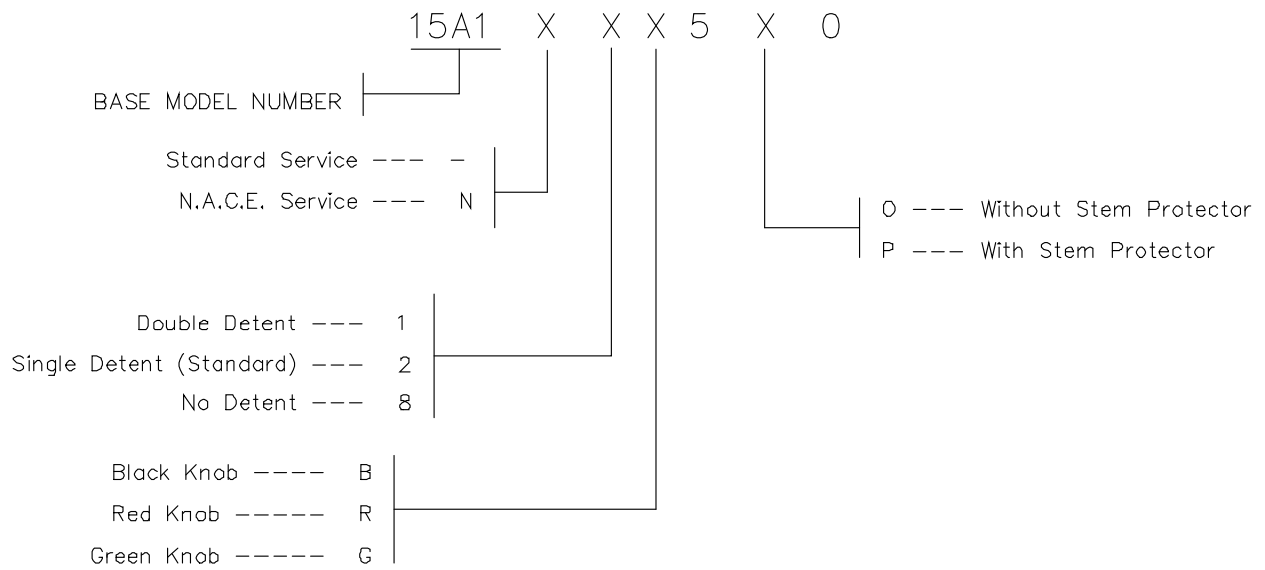 15A1 X X X 5 X 0
BASE MODEL NUMBER
Standard Service --- -
N.A.C.E. Service --- N
O --- Without Stem Protector
P --- With Stem Protector
Double Detent --- 1
Single Detent (Standard) --- 2
No Detent --- 8
Black Knob ---- B
Red Knob ----- R
Green Knob ----- G